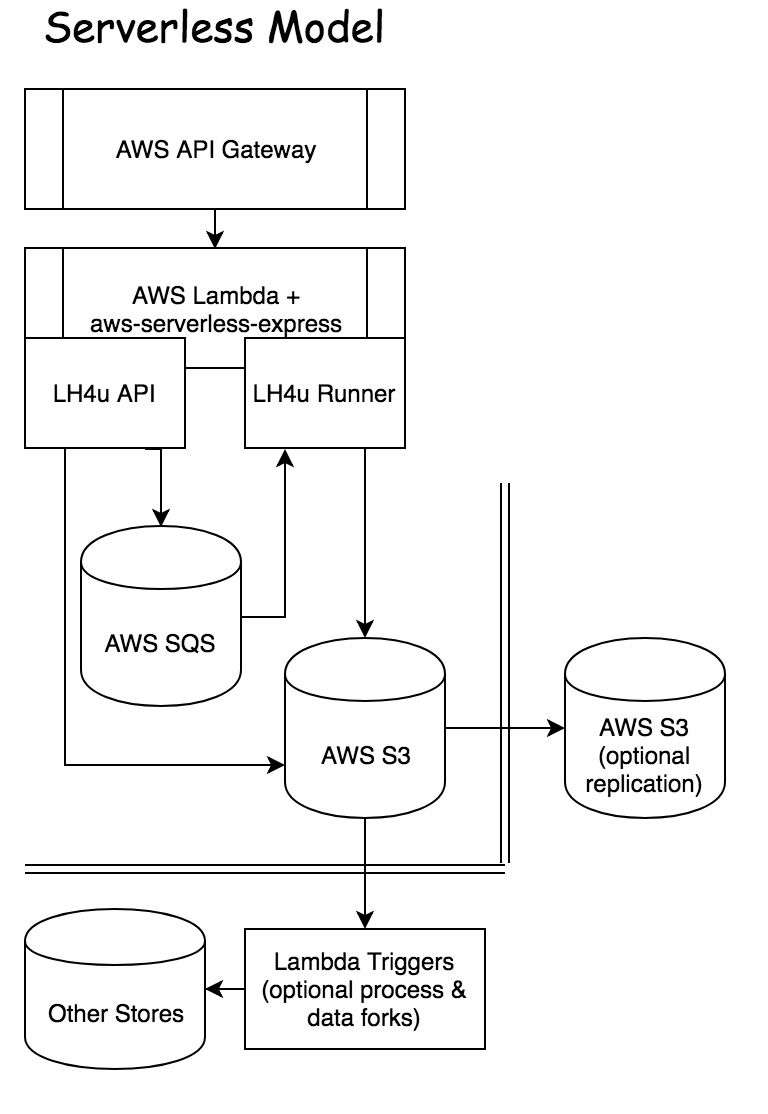 Serverless Model
AWS API Gateway
AWS Lambda +
aws-serverless-express
LH4u API
LH4u Runner
AWS SQS
AWS S3
AWS S3
(optional
replication)
Lambda Triggers
(optional process &
data forks)
Other Stores